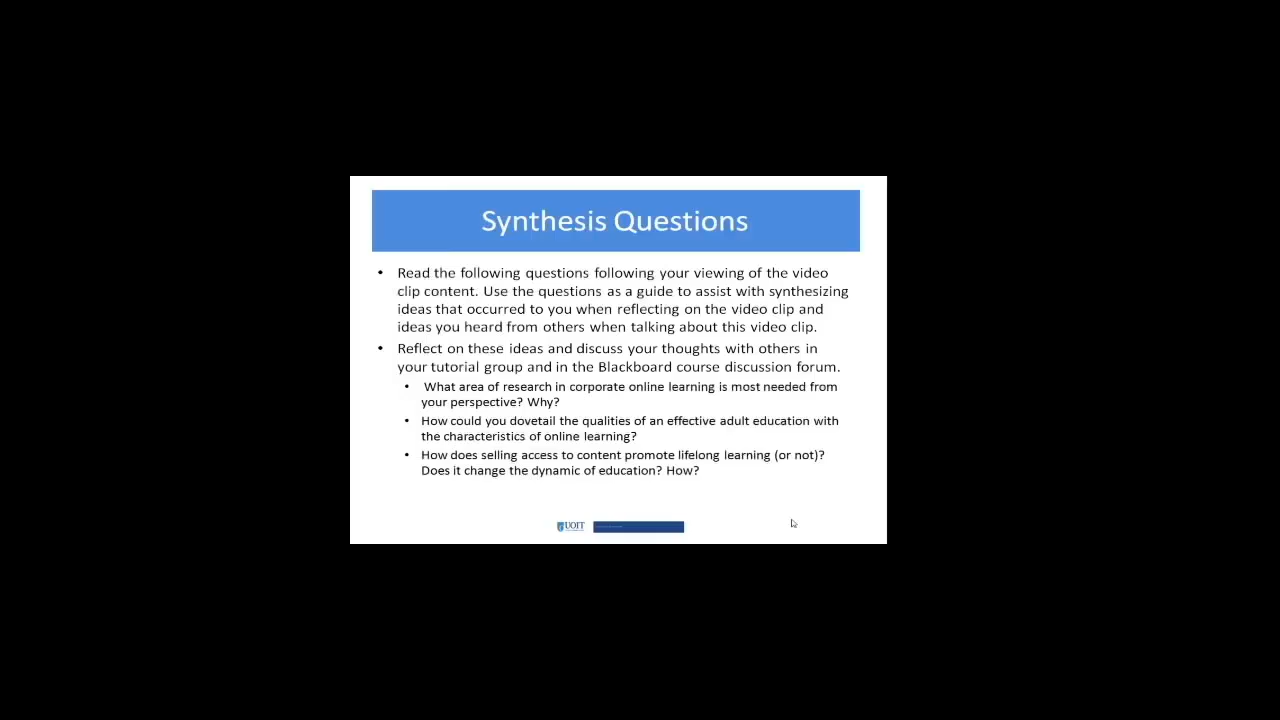 Synthesis Questions
• Read the following questions following your viewing of the video
clip content. Use the questions as a guide to assist with synthesizing
ideas that occurred to you when reflecting on the video clip and
ideas you heard from others when talking about this video clip.
• Reflect on these ideas and discuss your thoughts with others in
your tutorial group and in the Blackboard course discussion forum.
• What area of research in corporate online learning is most needed from
your perspective? Why?
• How could you dovetail the qualities of an effective adult education with
the characteristics of online learning?
• How does selling access to content promote lifelong learning (or not)?
Does it change the dynamic of education? How?
UOIT